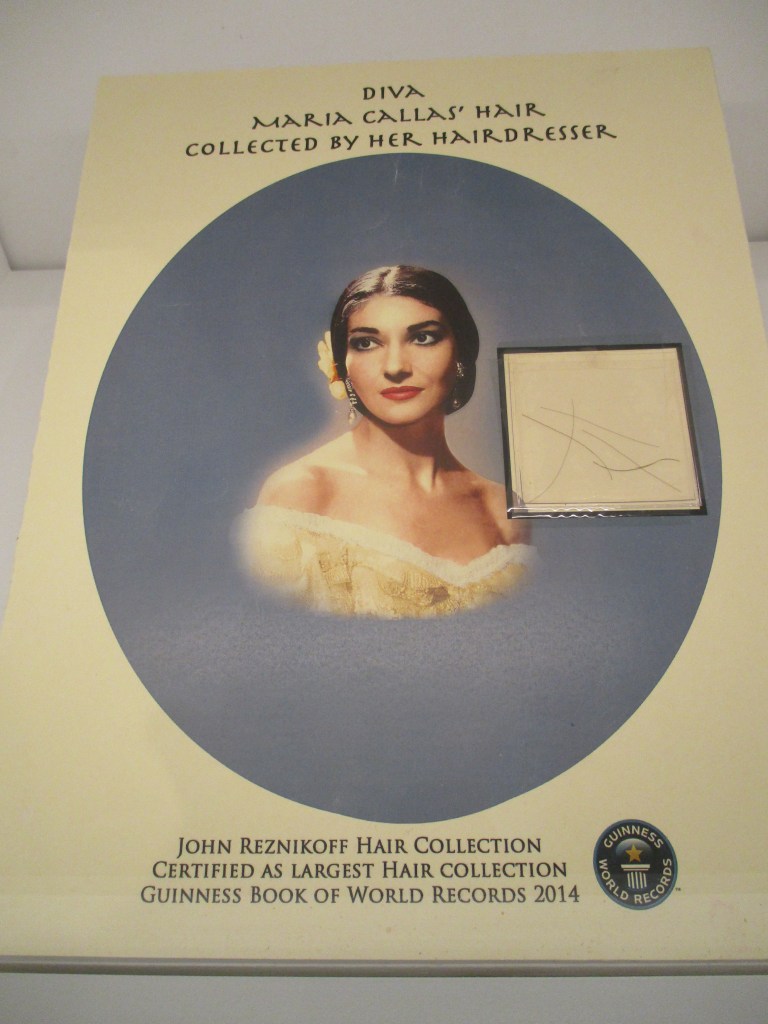 DIVA
MARIA CALLAS' HAIR
COLLECTED BY HER HAIRDRESSER
JOHN REZNIKOFF HAIR COLLECTION
CERTIFIED AS LARGEST HAIR COLLECTION
GUINNESS BOOK OF WORLD RECORDS 2014
GUINNESS
WORLD RECORDS
TM